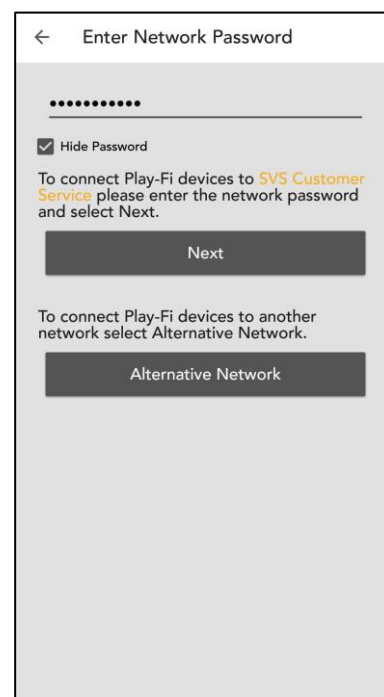 Enter Network Password
•••••••••••
Hide Password
To connect Play-Fi devices to SVS Customer
Service please enter the network password
and select Next.
Next
To connect Play-Fi devices to another
network select Alternative Network.
Alternative Network